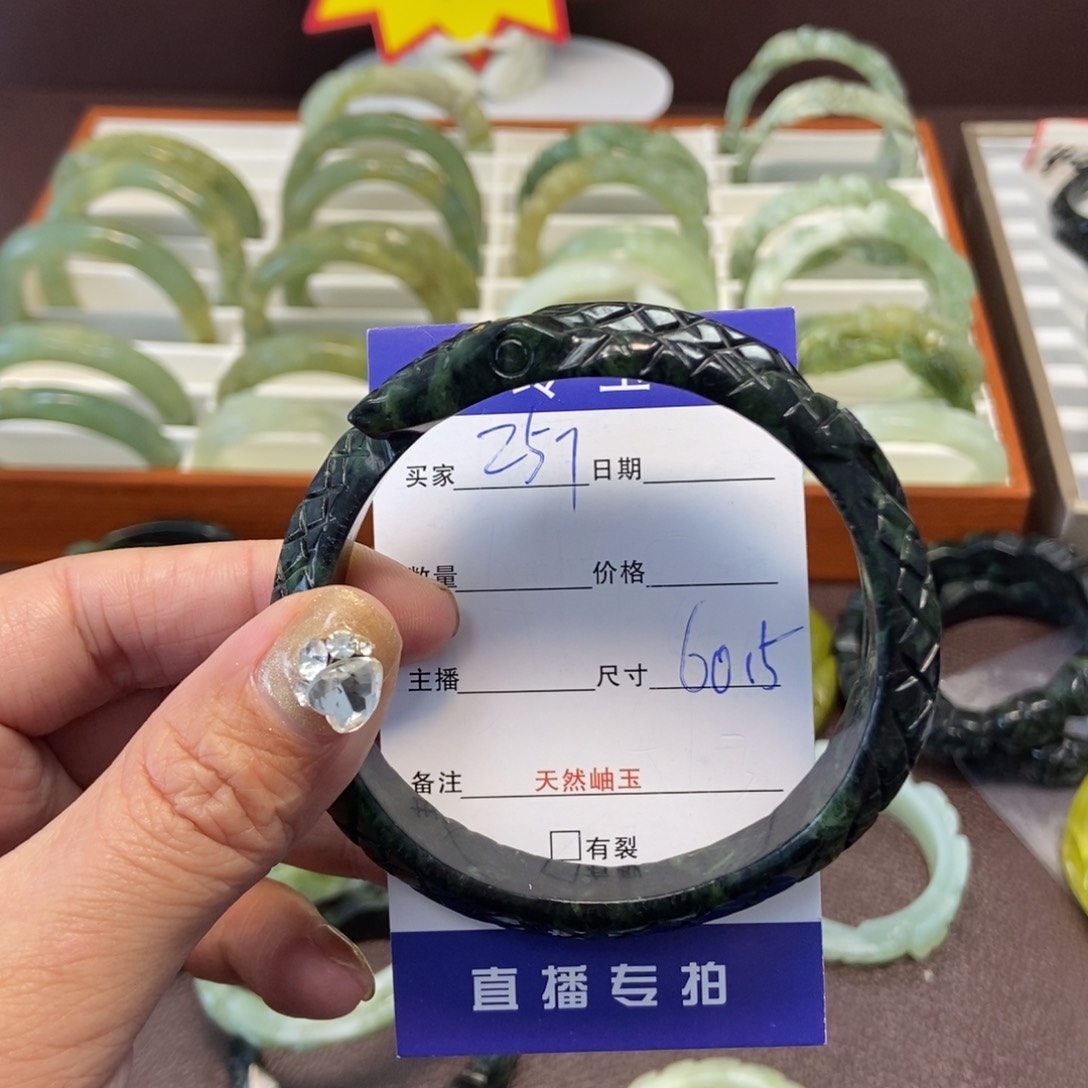 买家 257 日期
数量 价格
主播 尺寸 60.5
备注 天然岫玉
有裂
直播专拍